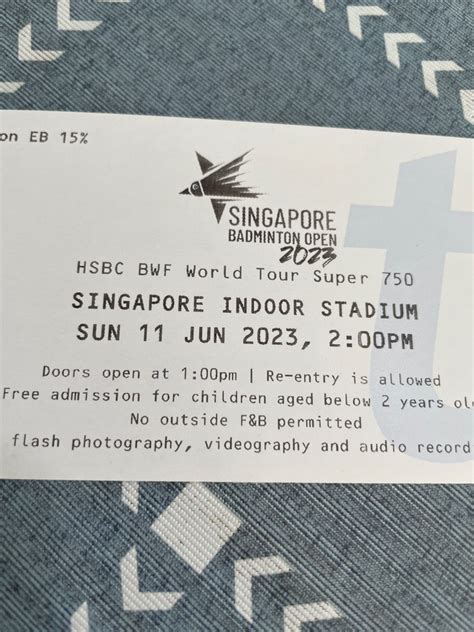 on EB 15%
SINGAPORE
BADMINTON OPEN
2023
HSBC BWF World Tour Super 750
SINGAPORE INDOOR STADIUM
SUN 11 JUN 2023, 2:00PM
Doors open at 1:00pm | Re-entry is allowed
Free admission for children aged below 2 years ol
No outside F&B permitted
flash photography, videography and audio record
t